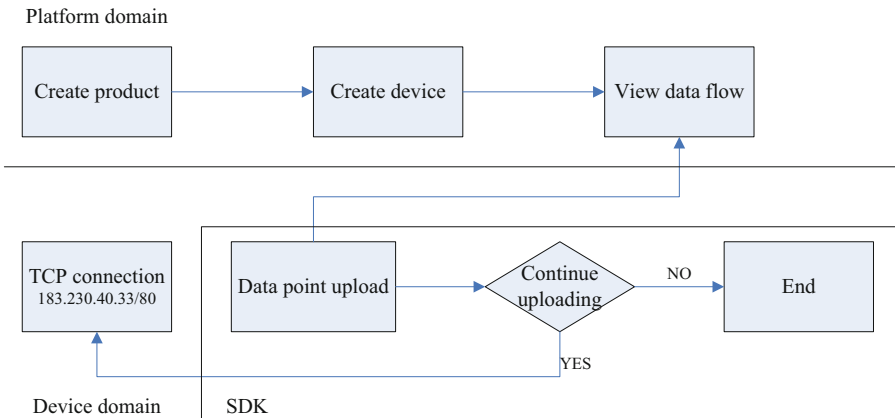 Platform domain
Create product
Create device
View data flow
TCP connection
183.230.40.33/80
Data point upload
Continue
uploading
NO
End
YES
Device domain
SDK